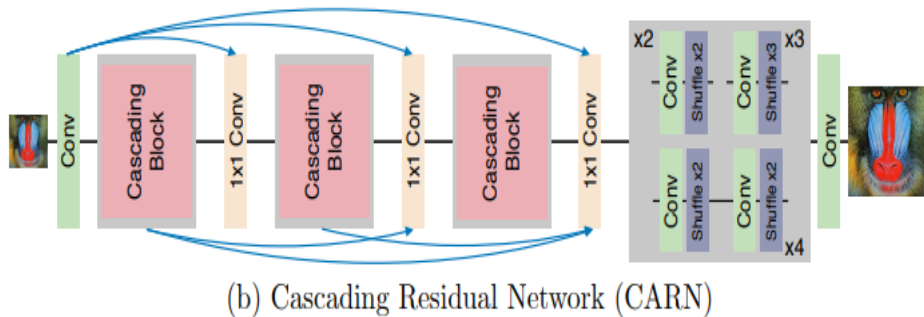 x2
x3
Conv
Shuffle x2
Conv
Shuffle x3
Conv
Cascading
Block
1x1 Conv
Cascading
Block
1x1 Conv
Cascading
Block
1x1 Conv
Conv
Conv
Shuffle x2
Conv
Shuffle x2
x4
(b) Cascading Residual Network (CARN)